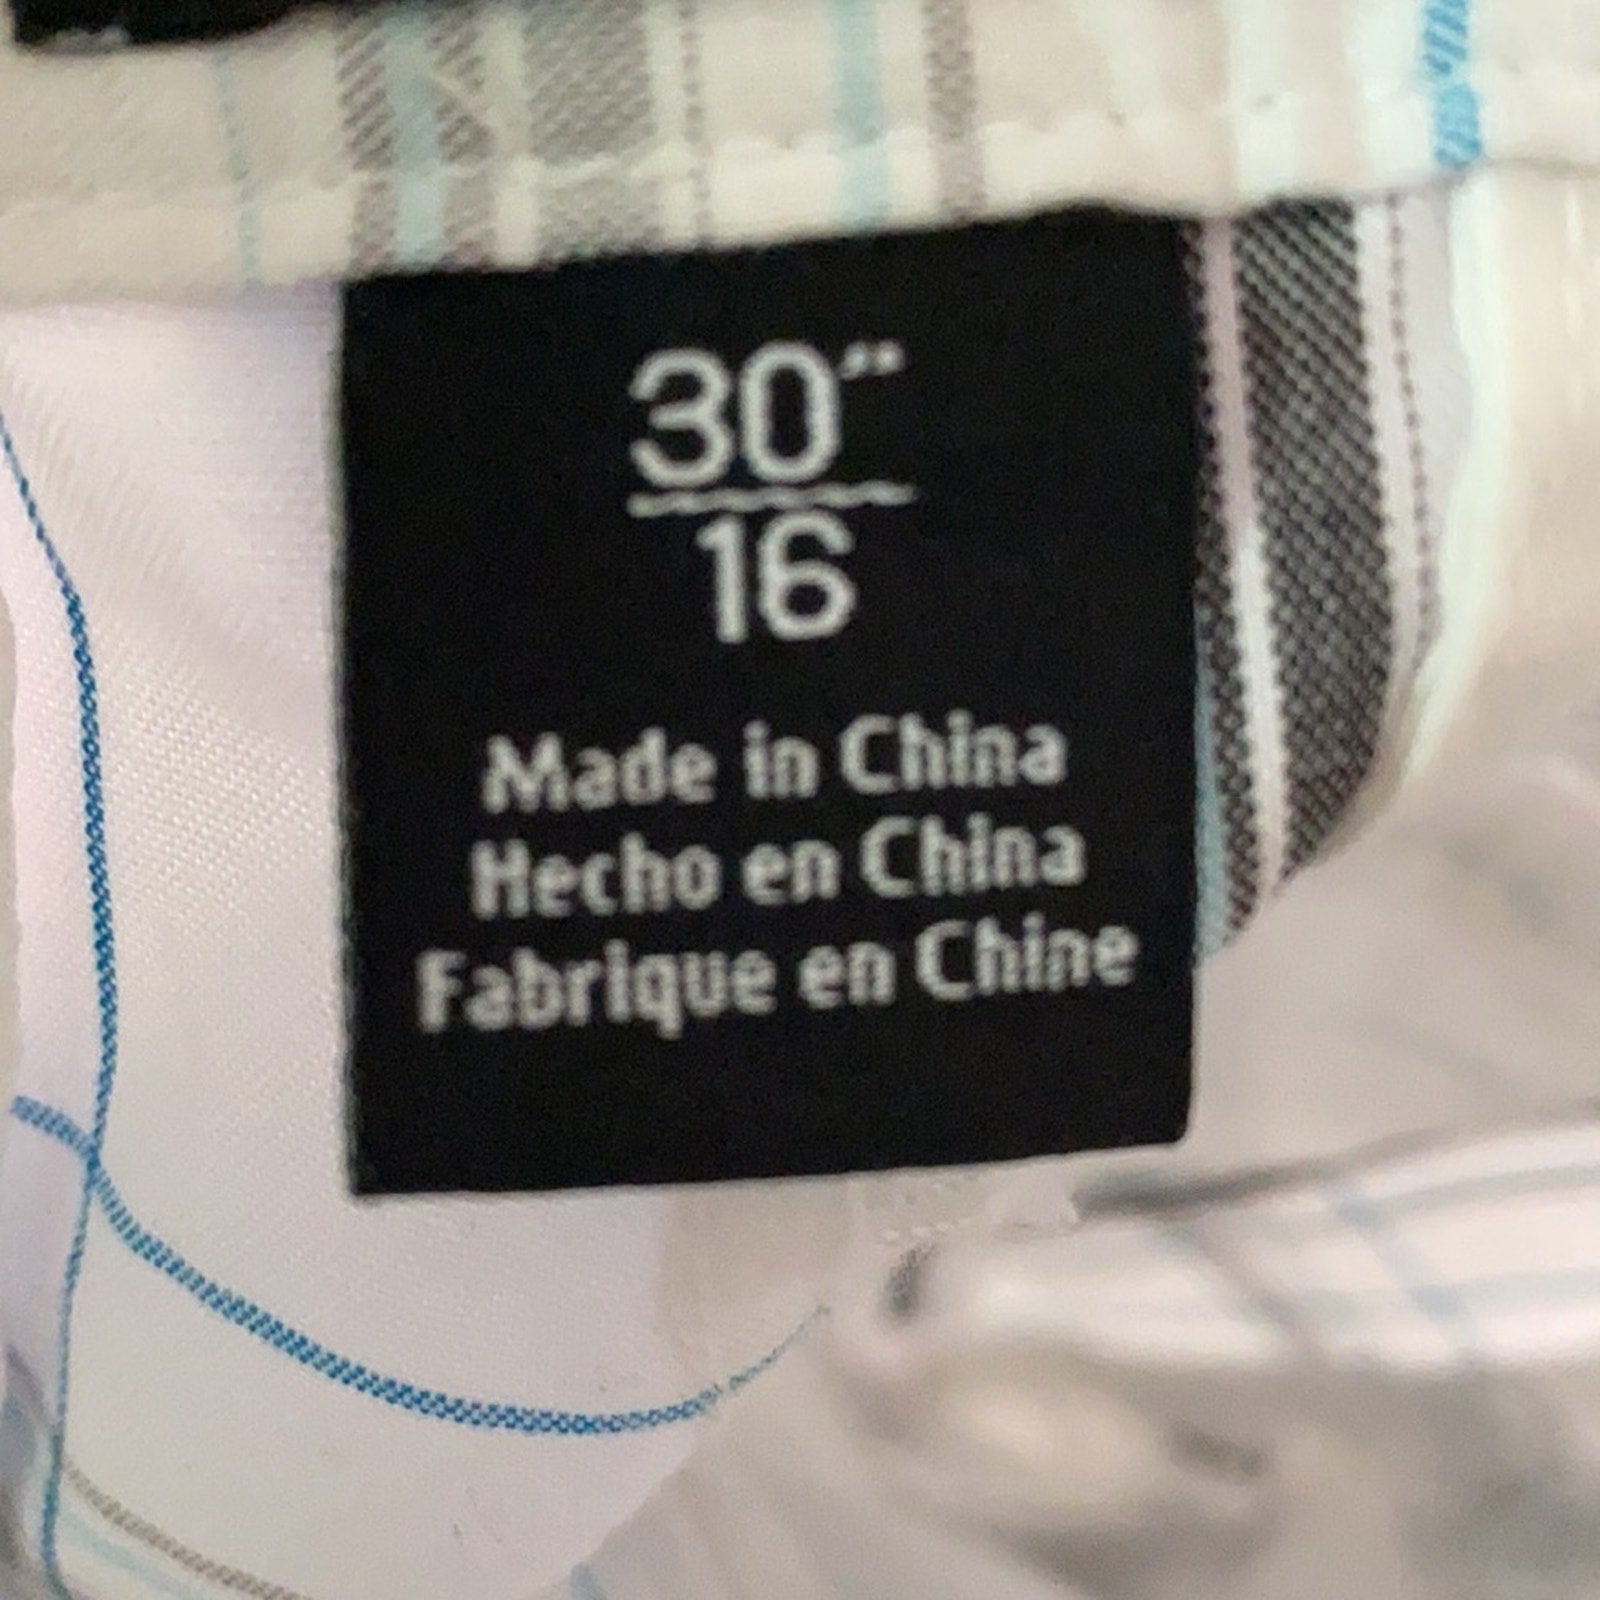 30"
16
Made in China
Hecho en China
Fabrique en Chine